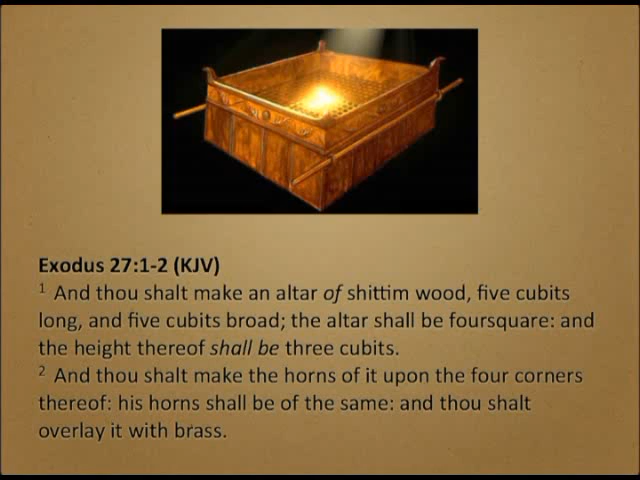 Exodus 27:1-2 (KJV)
1 And thou shalt make an altar of shittim wood, five cubits
long, and five cubits broad; the altar shall be foursquare: and
the height thereof shall be three cubits.
2 And thou shalt make the horns of it upon the four corners
thereof: his horns shall be of the same: and thou shalt
overlay it with brass.